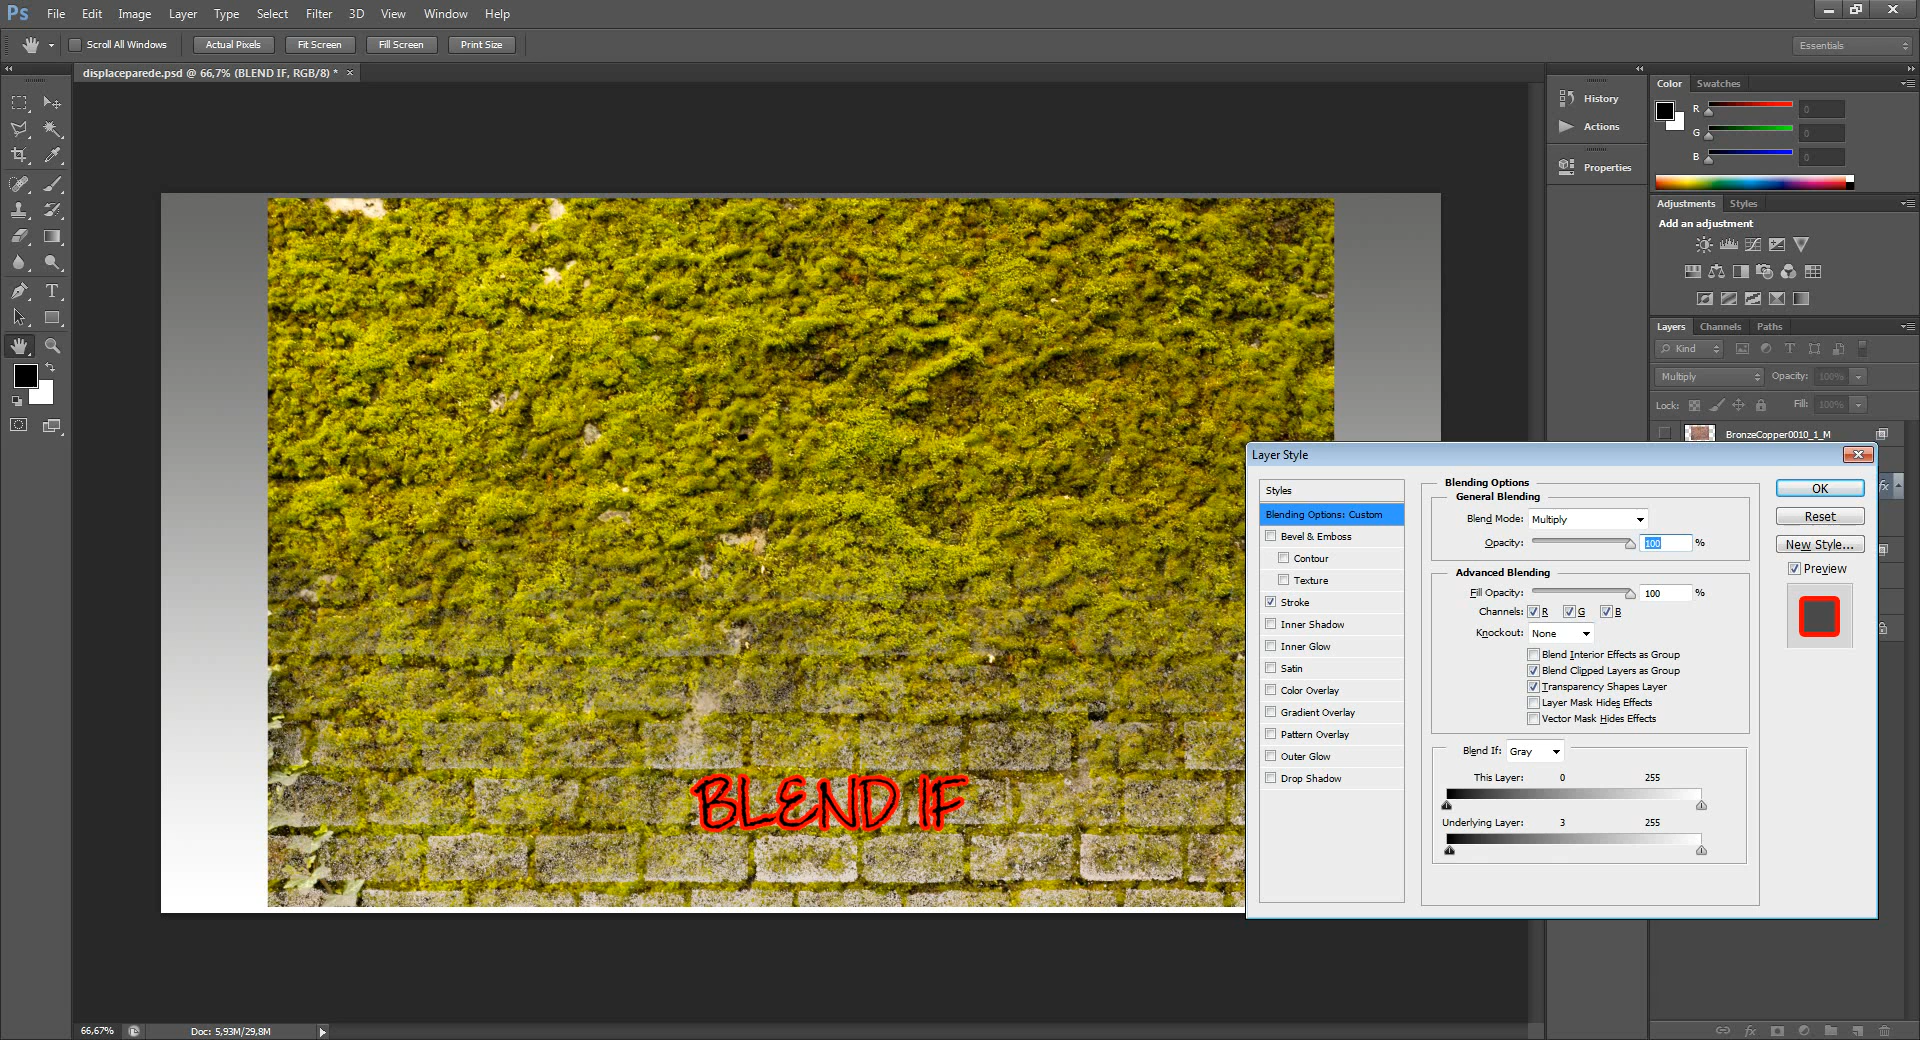 Ps File Edit Image Layer Type Select Filter 3D View Window Help
Scroll All Windows Actual Pixels Fit Screen Fill Screen Print Size Essentials
displaceparede.psd @ 66,7% (BLEND IF, RGB/8) * ×
History
Actions
Properties
Color Swatches
R 0
G 0
B 0
Adjustments Styles
Add an adjustment
Layers Channels Paths
Kind
Multiply Opacity: 100%
Lock: Fill: 100%
BronzeCopper0010_1_M
fx
Layer Style
Styles
Blending Options: Custom
Bevel & Emboss
Contour
Texture
Stroke
Inner Shadow
Inner Glow
Satin
Color Overlay
Gradient Overlay
Pattern Overlay
Outer Glow
Drop Shadow
Blending Options
General Blending
Blend Mode: Multiply
Opacity: 100 %
Advanced Blending
Fill Opacity: 100 %
Channels: R G B
Knockout: None
Blend Interior Effects as Group
Blend Clipped Layers as Group
Transparency Shapes Layer
Layer Mask Hides Effects
Vector Mask Hides Effects
Blend If: Gray
This Layer: 0 255
Underlying Layer: 3 255
OK
Reset
New Style...
Preview
BLEND IF
66,67% Doc: 5,93M/29,8M
fx